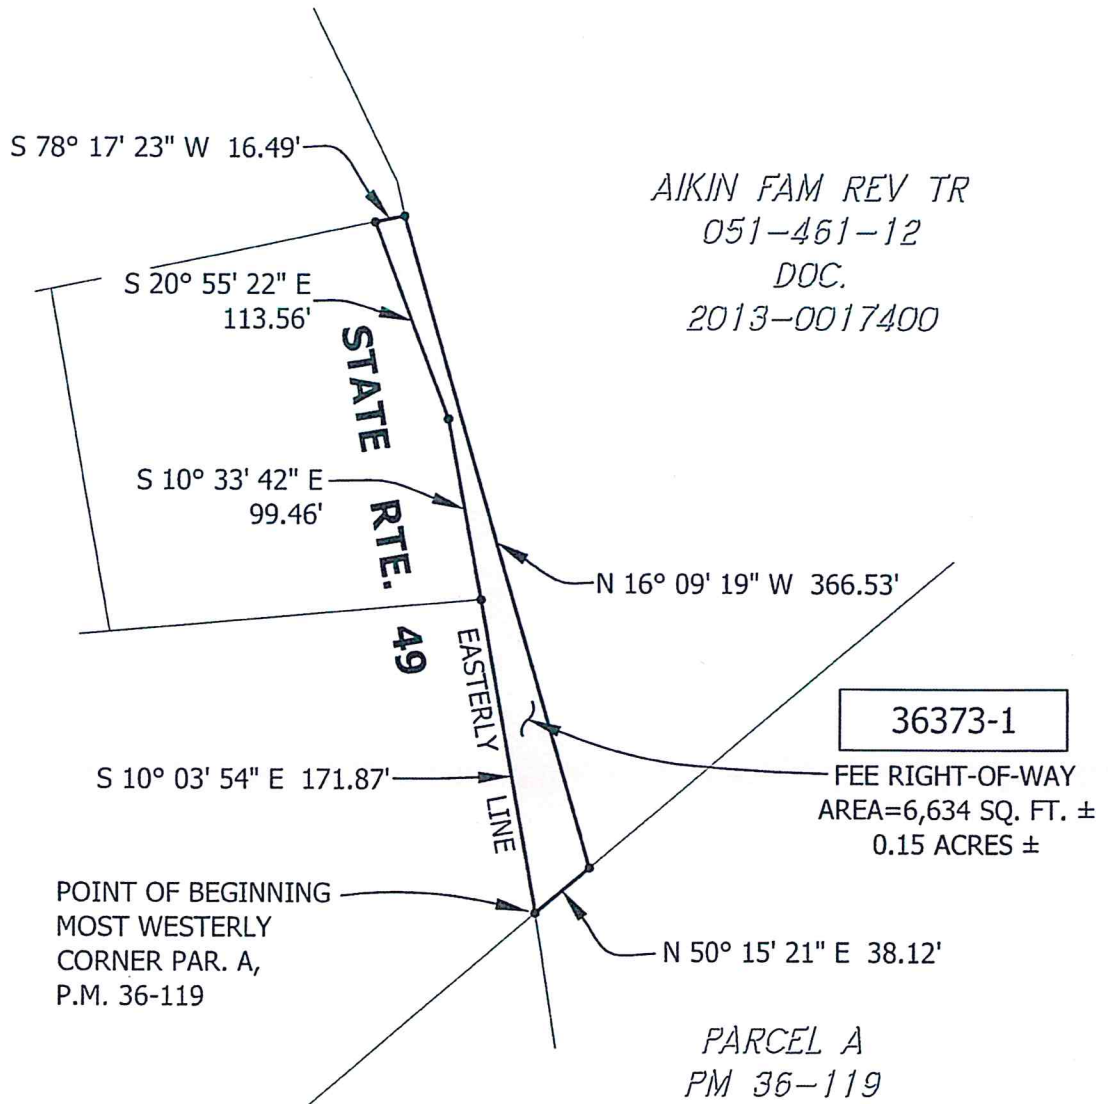 S 78° 17' 23" W 16.49'
AIKIN FAM REV TR
051-461-12
DOC.
2013-0017400
S 20° 55' 22" E
113.56'
STATE RTE. 49
S 10° 33' 42" E
99.46'
N 16° 09' 19" W 366.53'
EASTERLY LINE
36373-1
FEE RIGHT-OF-WAY
AREA=6,634 SQ. FT. ±
0.15 ACRES ±
S 10° 03' 54" E 171.87'
POINT OF BEGINNING
MOST WESTERLY
CORNER PAR. A,
P.M. 36-119
N 50° 15' 21" E 38.12'
PARCEL A
PM 36-119